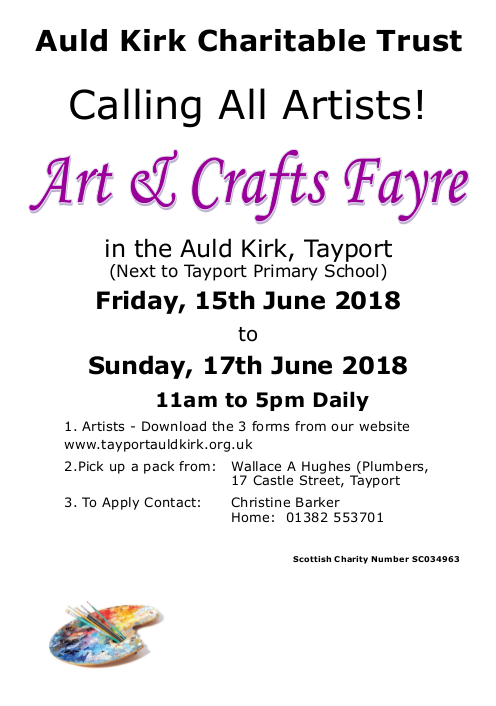 Auld Kirk Charitable Trust
Calling All Artists!
Art & Crafts Fayre
in the Auld Kirk, Tayport
(Next to Tayport Primary School)
Friday, 15th June 2018
to
Sunday, 17th June 2018
11am to 5pm Daily
1. Artists - Download the 3 forms from our website
www.tayportauldkirk.org.uk
2.Pick up a pack from: Wallace A Hughes (Plumbers,
17 Castle Street, Tayport
3. To Apply Contact: Christine Barker
Home: 01382 553701
Scottish Charity Number SC034963